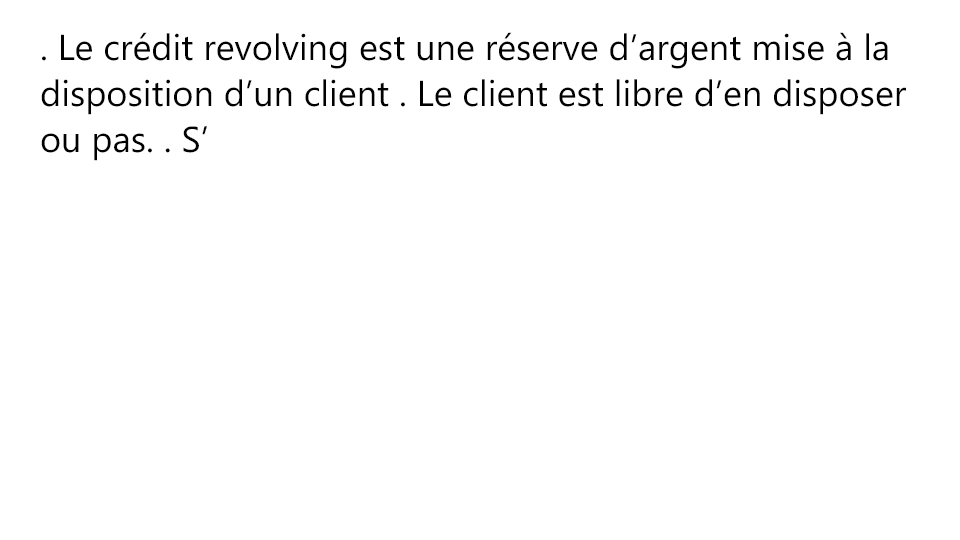 . Le crédit revolving est une réserve d’argent mise à la
disposition d’un client . Le client est libre d’en disposer
ou pas. . S’